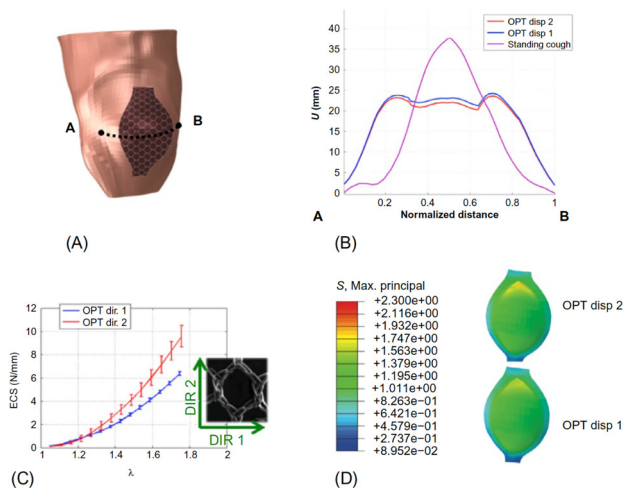 A
B
(A)
OPT disp 2
OPT disp 1
Standing cough
U (mm)
40
35
30
25
20
15
10
5
0
0.2
0.4
0.6
0.8
1
A
Normalized distance
B
(B)
OPT dir. 1
OPT dir. 2
ECS (N/mm)
12
10
8
6
4
2
0
1
1.2
1.4
1.6
1.8
2
λ
DIR 2
DIR 1
(C)
S, Max. principal
+2.300e+00
+2.116e+00
+1.932e+00
+1.747e+00
+1.563e+00
+1.379e+00
+1.195e+00
+1.011e+00
+8.263e−01
+6.421e−01
+4.579e−01
+2.737e−01
+8.952e−02
OPT disp 2
OPT disp 1
(D)